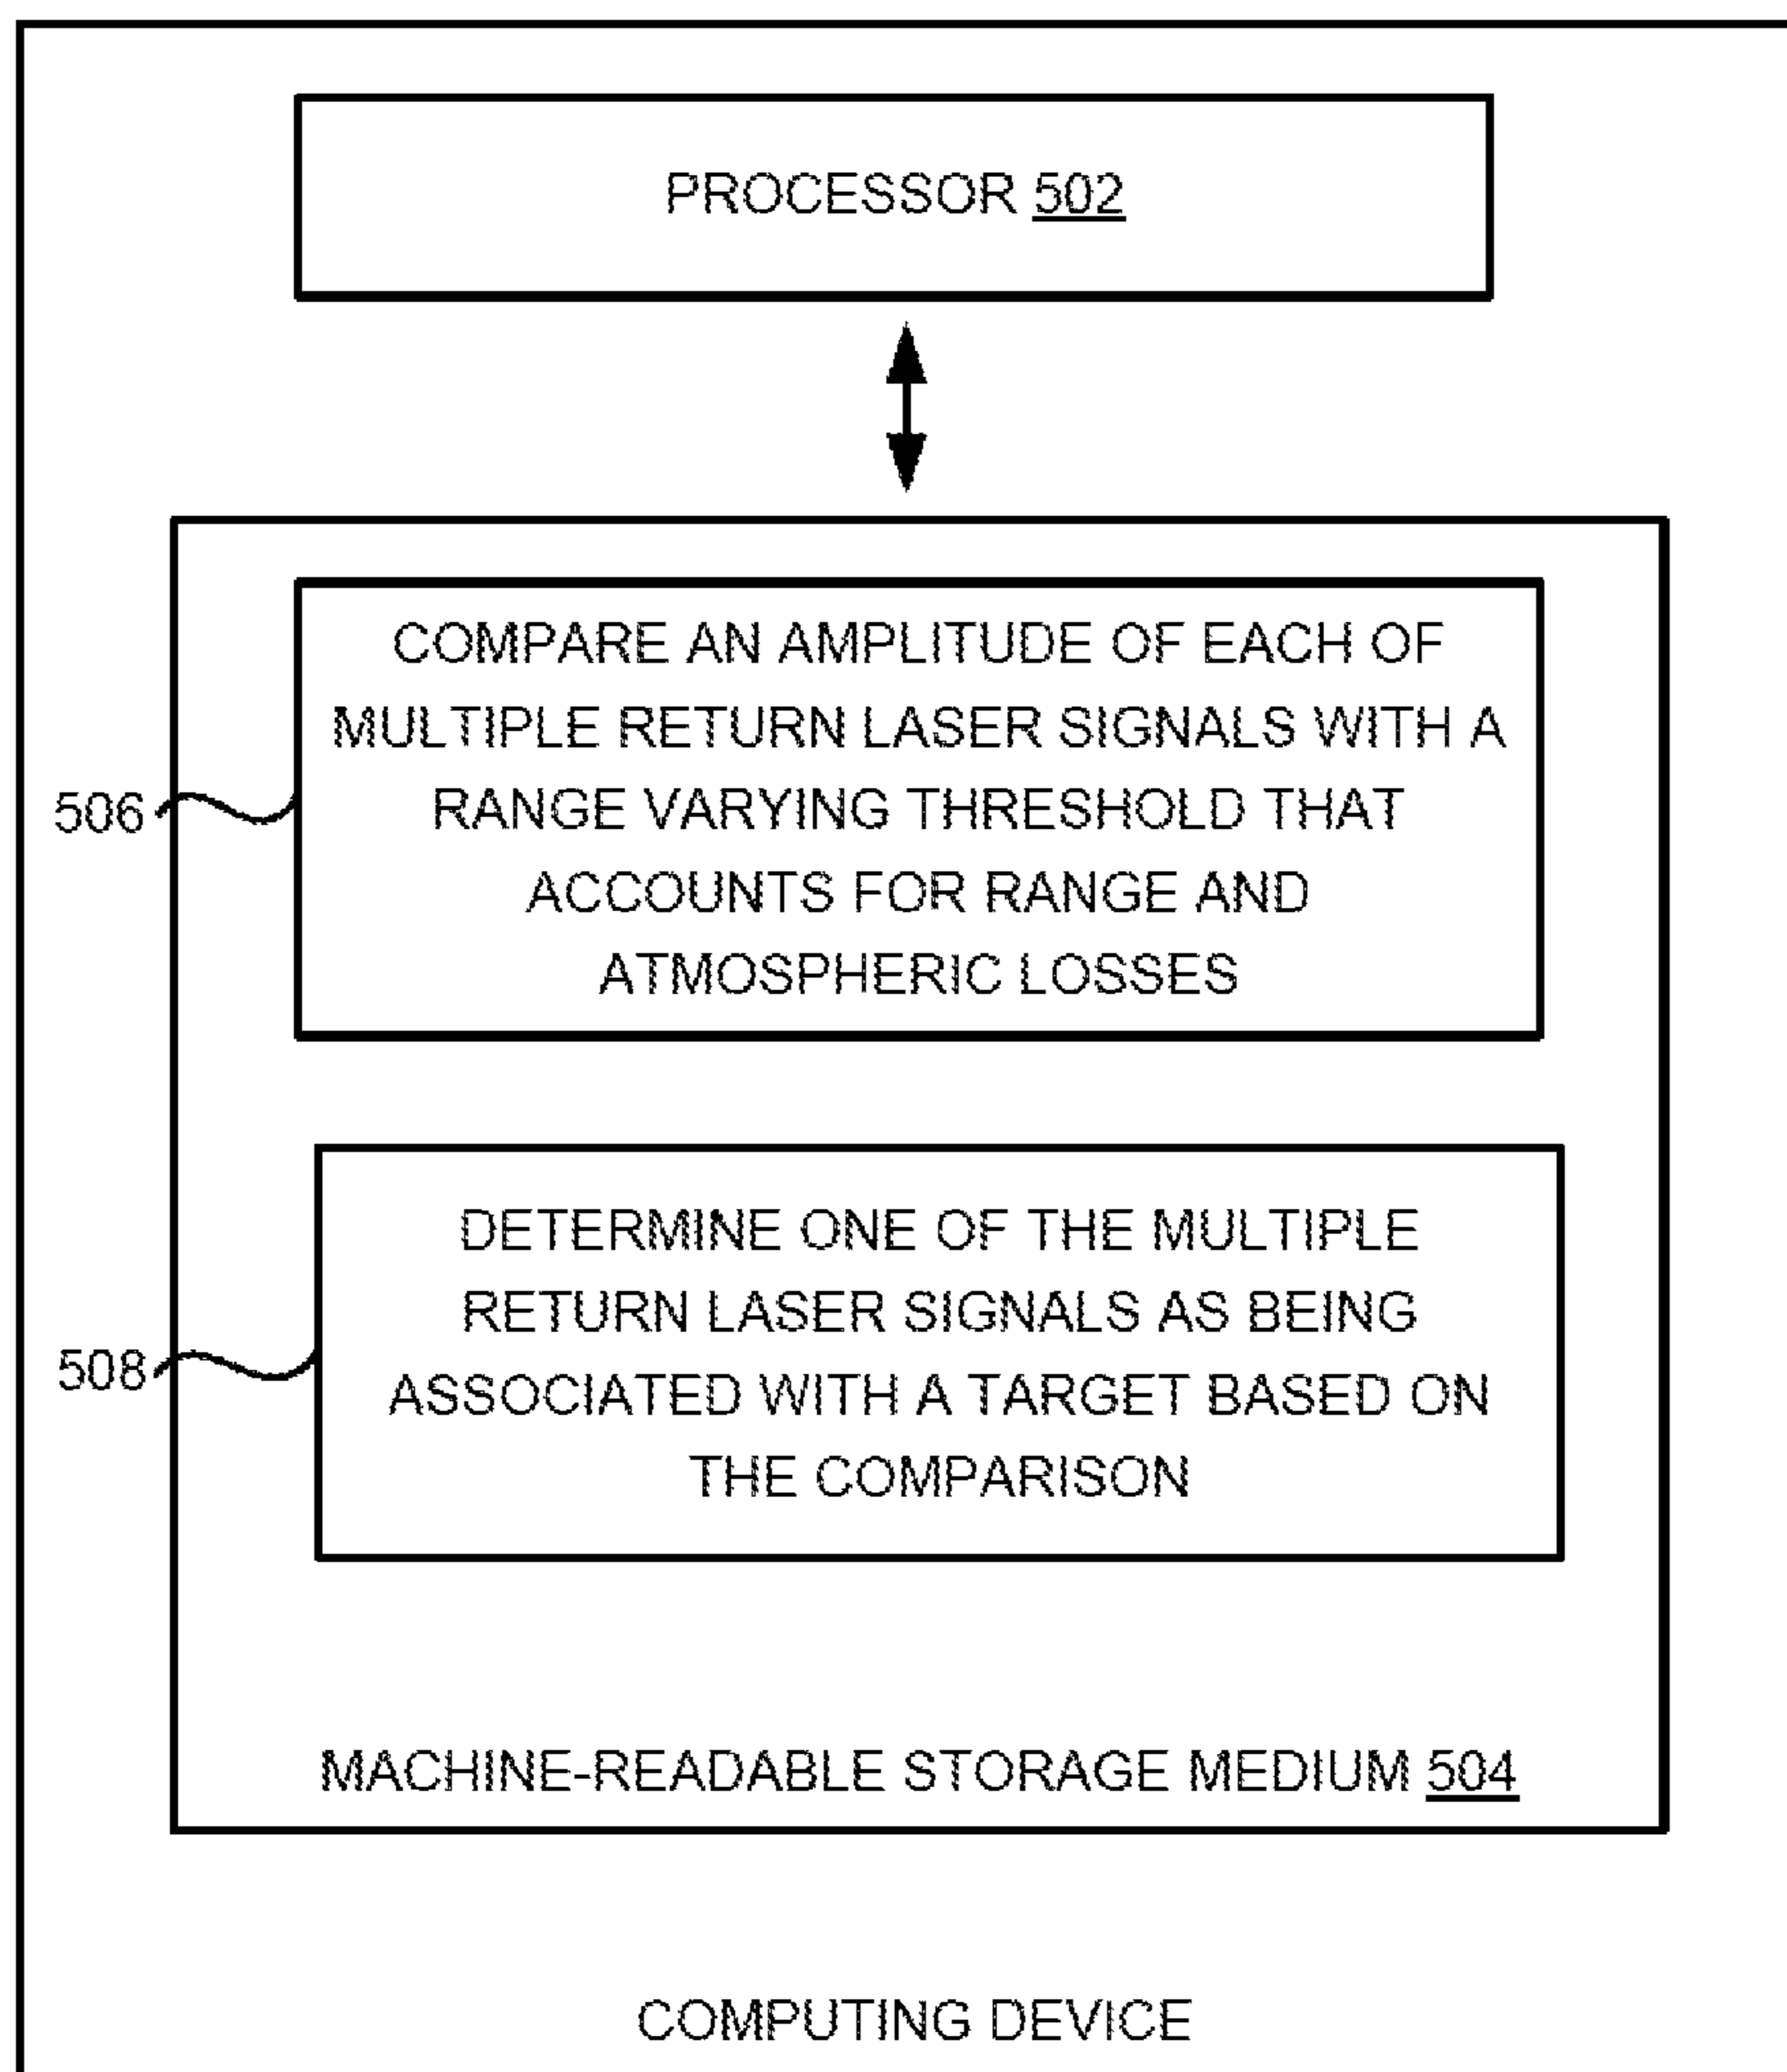 PROCESSOR 502
COMPARE AN AMPLITUDE OF EACH OF
MULTIPLE RETURN LASER SIGNALS WITH A
RANGE VARYING THRESHOLD THAT
ACCOUNTS FOR RANGE AND
ATMOSPHERIC LOSSES
506
DETERMINE ONE OF THE MULTIPLE
RETURN LASER SIGNALS AS BEING
ASSOCIATED WITH A TARGET BASED ON
THE COMPARISON
508
MACHINE-READABLE STORAGE MEDIUM 504
COMPUTING DEVICE